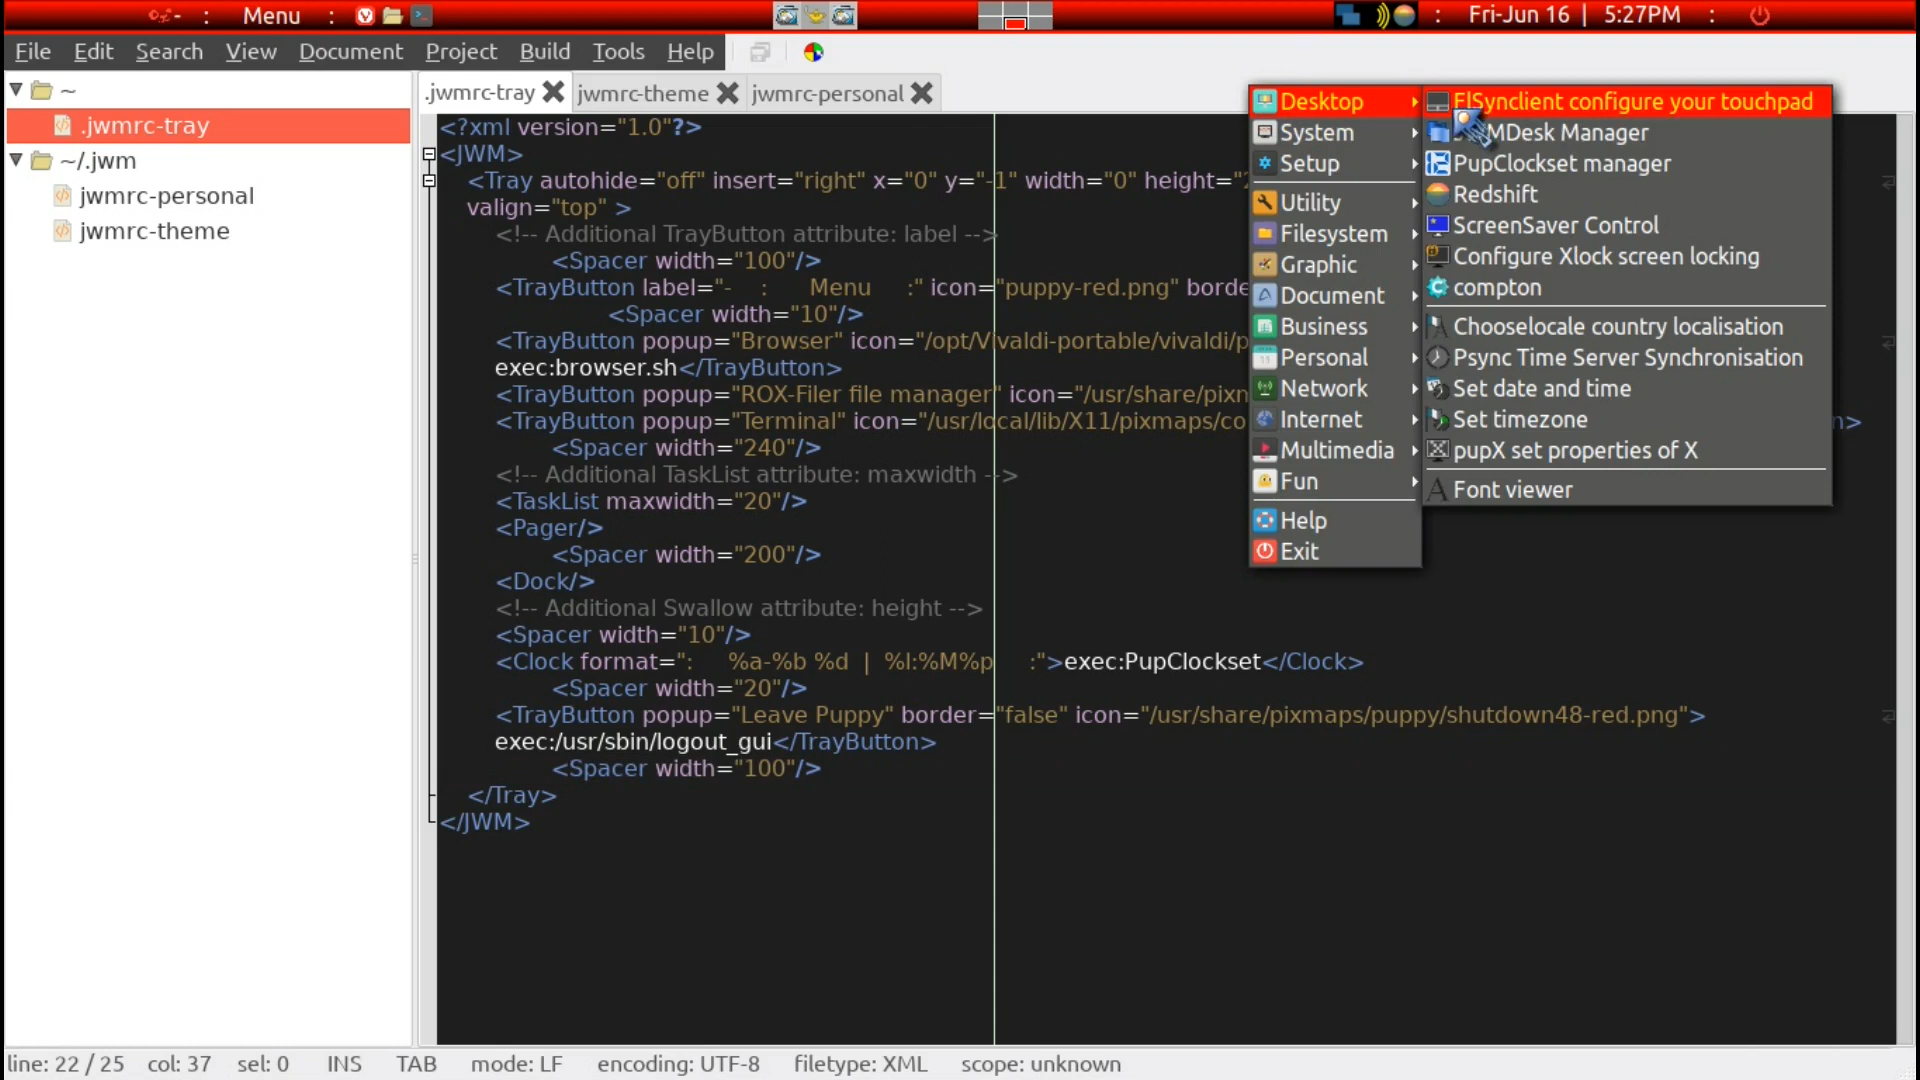 - : Menu :
: Fri-Jun 16 | 5:27PM :
File Edit Search View Document Project Build Tools Help
~
.jwmrc-tray
~/.jwm
jwmrc-personal
jwmrc-theme
.jwmrc-tray jwmrc-theme jwmrc-personal
<?xml version="1.0"?>
<JWM>
<Tray autohide="off" insert="right" x="0" y="-1" width="0" height="
valign="top" >
<!-- Additional TrayButton attribute: label -->
<Spacer width="100"/>
<TrayButton label="- : Menu :" icon="puppy-red.png" borde
<Spacer width="10"/>
<TrayButton popup="Browser" icon="/opt/Vivaldi-portable/vivaldi/p
exec:browser.sh</TrayButton>
<TrayButton popup="ROX-Filer file manager" icon="/usr/share/pixn
<TrayButton popup="Terminal" icon="/usr/local/lib/X11/pixmaps/co
<Spacer width="240"/>
<!-- Additional TaskList attribute: maxwidth -->
<TaskList maxwidth="20"/>
<Pager/>
<Spacer width="200"/>
<Dock/>
<!-- Additional Swallow attribute: height -->
<Spacer width="10"/>
<Clock format=": %a-%b %d | %l:%M%p :">exec:PupClockset</Clock>
<Spacer width="20"/>
<TrayButton popup="Leave Puppy" border="false" icon="/usr/share/pixmaps/puppy/shutdown48-red.png">
exec:/usr/sbin/logout_gui</TrayButton>
<Spacer width="100"/>
</Tray>
</JWM>
Desktop
System
Setup
Utility
Filesystem
Graphic
Document
Business
Personal
Network
Internet
Multimedia
Fun
Help
Exit
FlSynclient configure your touchpad
MDesk Manager
PupClockset manager
Redshift
ScreenSaver Control
Configure Xlock screen locking
compton
Chooselocale country localisation
Psync Time Server Synchronisation
Set date and time
Set timezone
pupX set properties of X
Font viewer
line: 22 / 25 col: 37 sel: 0 INS TAB mode: LF encoding: UTF-8 filetype: XML scope: unknown